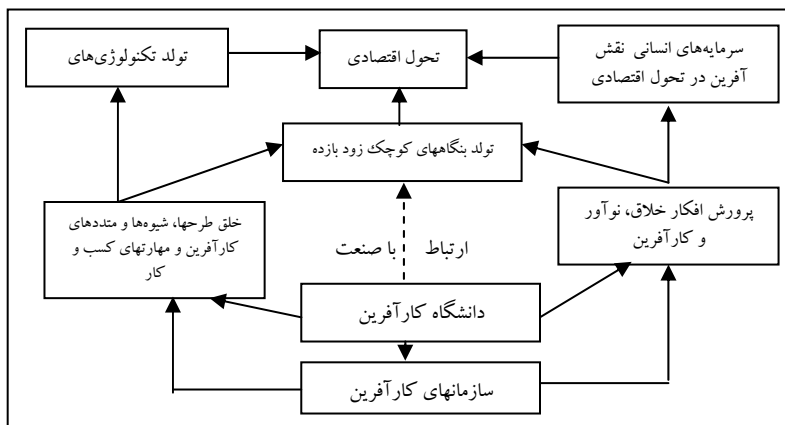 سرمایه‌های انسانی نقش
آفرین در تحول اقتصادی
تحول اقتصادی
تولد تکنولوژی‌های
تولد بنگاههای کوچک زود بازده
پرورش افکار خلاق، نوآور
و کارآفرین
خلق طرحها، شیوه‌ها و متددهای
کارآفرین و مهارتهای کسب و
کار
ارتباط با صنعت
دانشگاه کارآفرین
سازمانهای کارآفرین